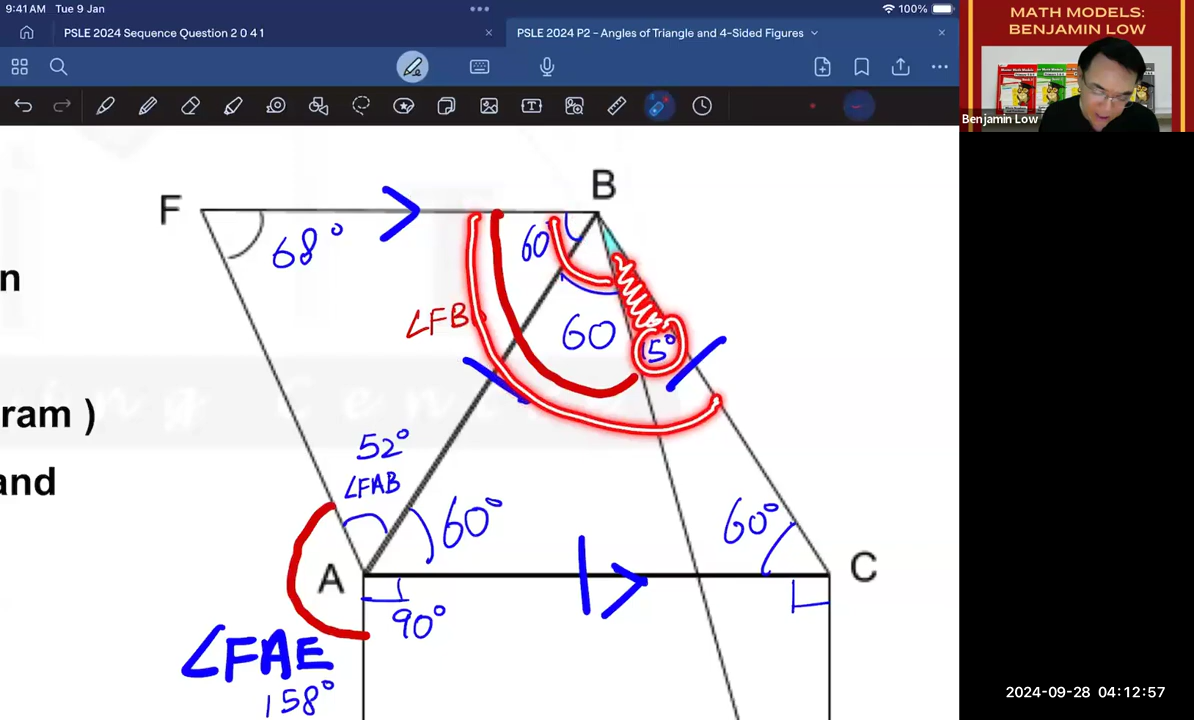 9:41 AM Tue 9 Jan
100%
PSLE 2024 Sequence Question 2 0 4 1
PSLE 2024 P2 – Angles of Triangle and 4-Sided Figures
MATH MODELS:
BENJAMIN LOW
Benjamin Low
B
F
68°
60
n
∠FB
60
5°
ram )
52°
∠FAB
and
60°
60°
A
C
90°
∠FAE
158°
2024-09-28 04:12:57